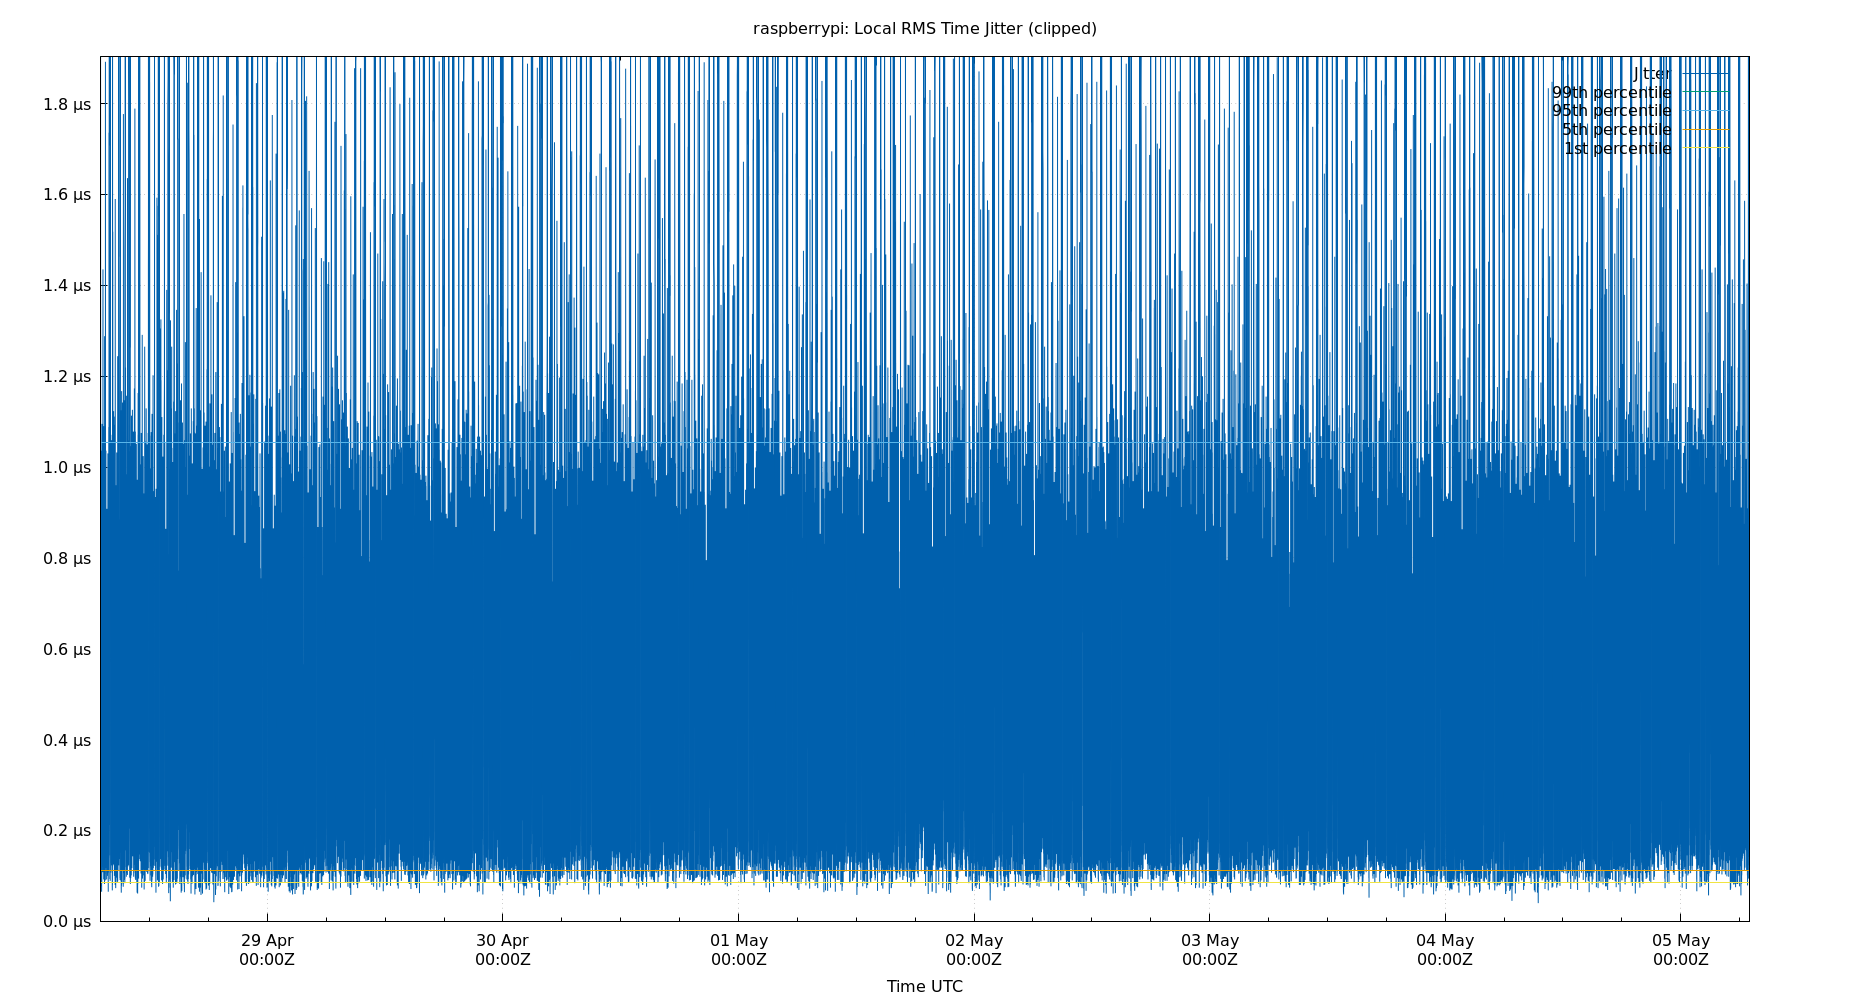 raspberrypi: Local RMS Time Jitter (clipped)
Jitter
99th percentile
95th percentile
5th percentile
1st percentile
1.8 µs
1.6 µs
1.4 µs
1.2 µs
1.0 µs
0.8 µs
0.6 µs
0.4 µs
0.2 µs
0.0 µs
29 Apr 30 Apr 01 May 02 May 03 May 04 May 05 May
00:00Z 00:00Z 00:00Z 00:00Z 00:00Z 00:00Z 00:00Z
Time UTC